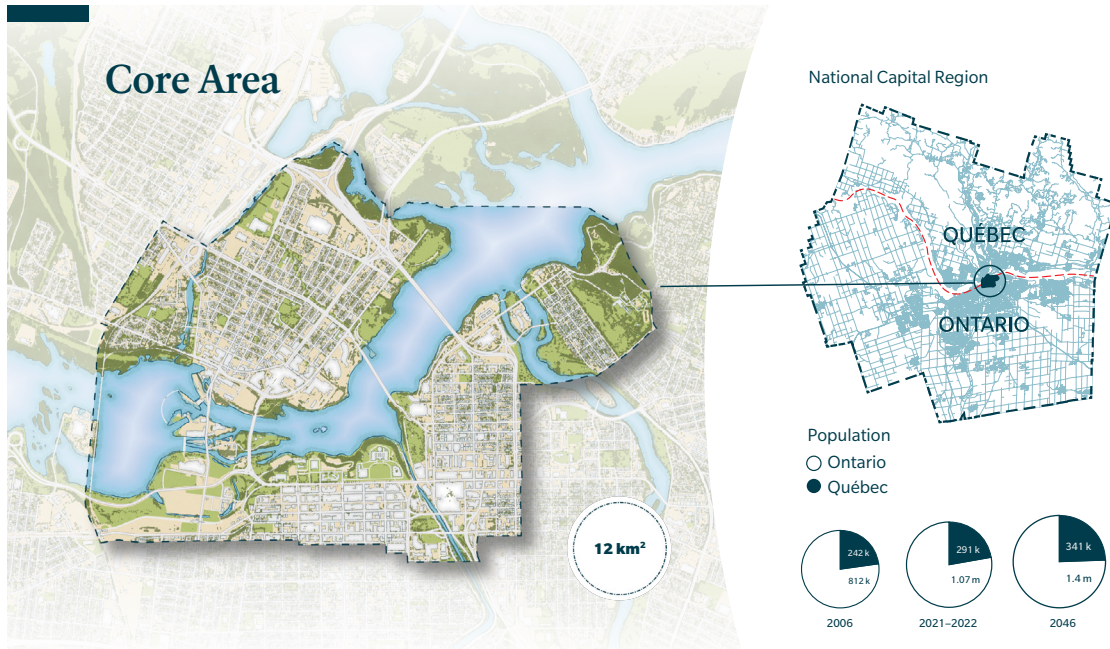 Core Area
12 km²
National Capital Region
QUÉBEC
ONTARIO
Population
Ontario
Québec
242 k
812 k
2006
291 k
1.07 m
2021–2022
341 k
1.4 m
2046